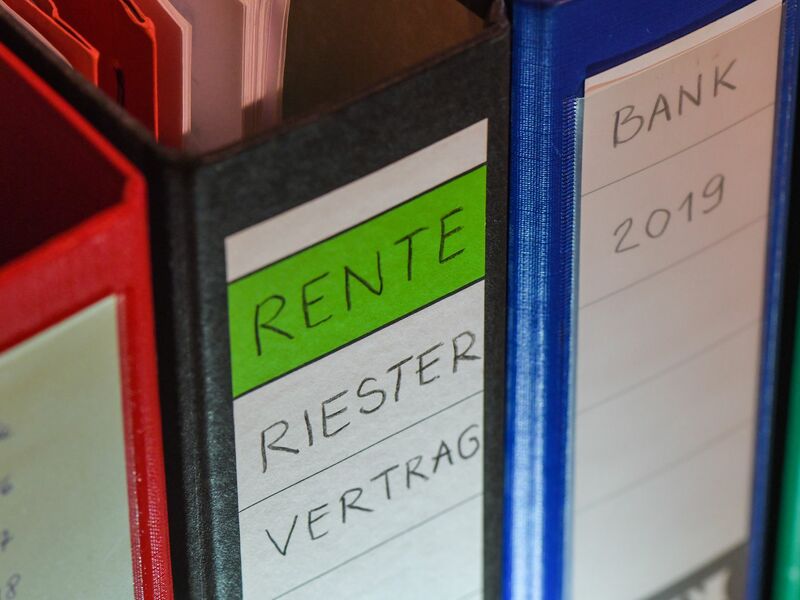 RENTE
RIESTER
VERTRAG
BANK
2019